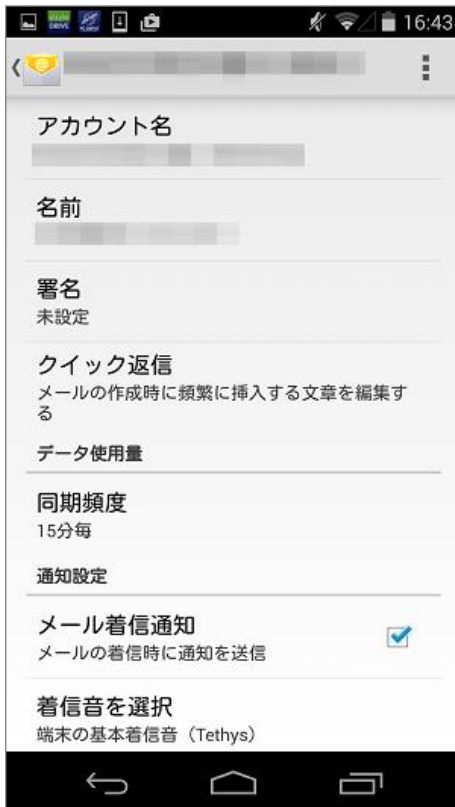 16:43
アカウント名
名前
署名
未設定
クイック返信
メールの作成時に頻繁に挿入する文章を編集す
る
データ使用量
同期頻度
15分毎
通知設定
メール着信通知
メールの着信時に通知を送信
着信音を選択
端末の基本着信音（Tethys）